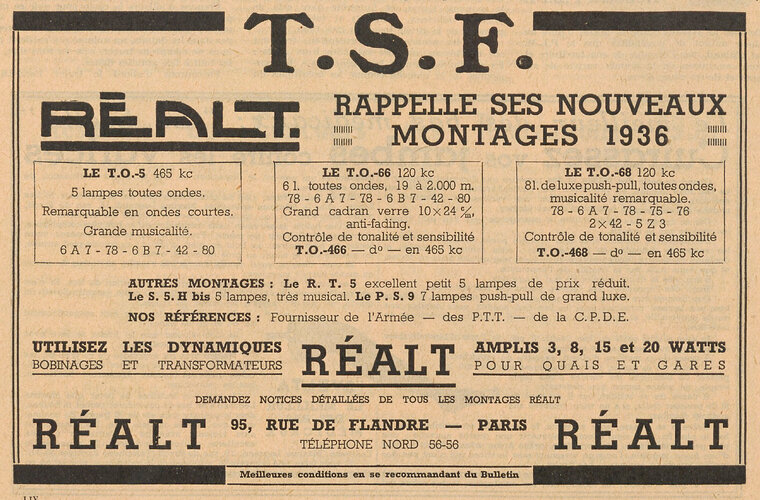 T.S.F.
RÉALT.
RAPPELLE SES NOUVEAUX
MONTAGES 1936
LE T.O.-5 465 kc
5 lampes toutes ondes.
Remarquable en ondes courtes.
Grande musicalité.
6 A 7 - 78 - 6 B 7 - 42 - 80
LE T.O.-66 120 kc
6 l. toutes ondes, 19 à 2.000 m.
78 - 6 A 7 - 78 - 6 B 7 - 42 - 80
Grand cadran verre 10×24 c/m,
anti-fading.
Contrôle de tonalité et sensibilité
T.O.-466 — dº — en 465 kc
LE T.O.-68 120 kc
8l. de luxe push-pull, toutes ondes,
musicalité remarquable.
78 - 6 A 7 - 78 - 75 - 76
2×42 - 5 Z 3
Contrôle de tonalité et sensibilité
T.O.-468 — dº — en 465 kc
AUTRES MONTAGES : Le R. T. 5 excellent petit 5 lampes de prix réduit.
Le S. 5. H bis 5 lampes, très musical. Le P. S. 9 7 lampes push-pull de grand luxe.
NOS RÉFÉRENCES : Fournisseur de l'Armée — des P.T.T. — de la C.P.D.E.
UTILISEZ LES DYNAMIQUES
BOBINAGES ET TRANSFORMATEURS
RÉALT
AMPLIS 3, 8, 15 et 20 WATTS
POUR QUAIS ET GARES
DEMANDEZ NOTICES DÉTAILLÉES DE TOUS LES MONTAGES RÉALT
RÉALT
95, RUE DE FLANDRE — PARIS
TÉLÉPHONE NORD 56-56
RÉALT
Meilleures conditions en se recommandant du Bulletin